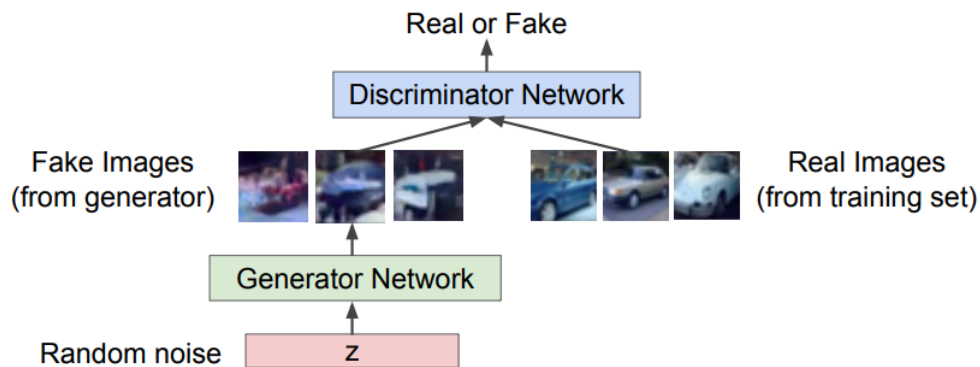 Real or Fake
Discriminator Network
Fake Images
(from generator)
Real Images
(from training set)
Generator Network
Random noise
z